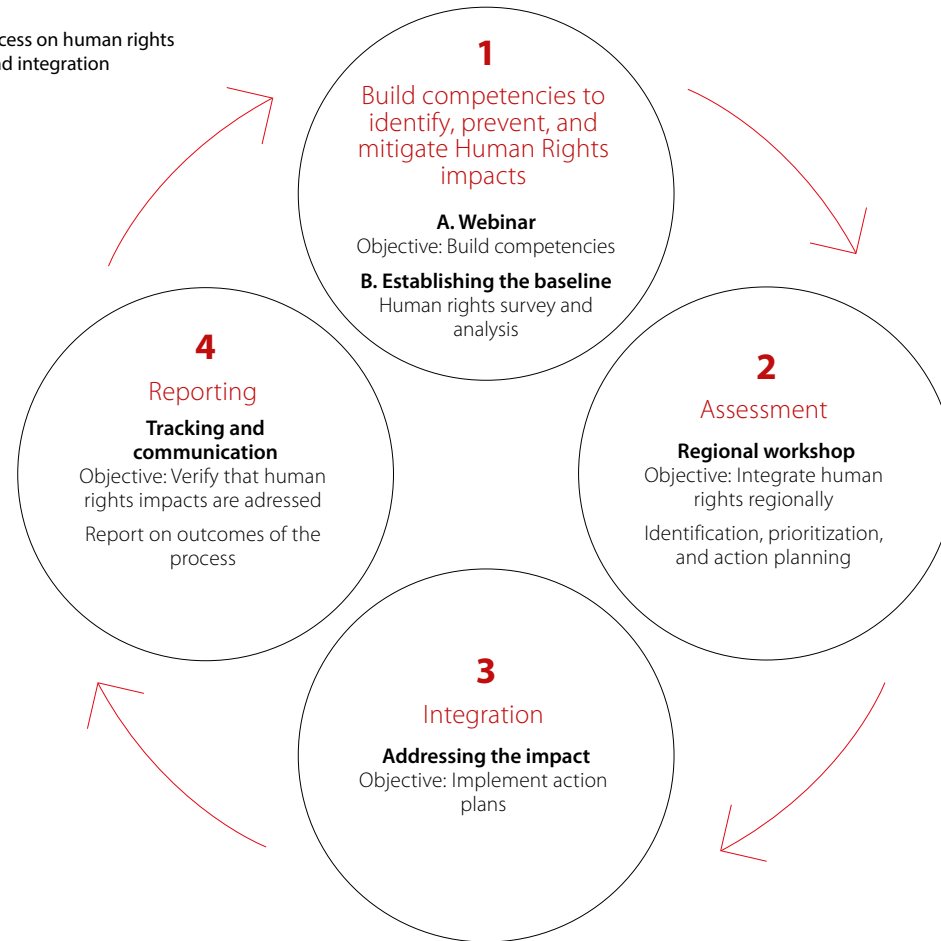 cess on human rights
nd integration
1
Build competencies to
identify, prevent, and
mitigate Human Rights
impacts
A. Webinar
Objective: Build competencies
B. Establishing the baseline
Human rights survey and
analysis
2
Assessment
Regional workshop
Objective: Integrate human
rights regionally
Identification, prioritization,
and action planning
3
Integration
Addressing the impact
Objective: Implement action
plans
4
Reporting
Tracking and
communication
Objective: Verify that human
rights impacts are adressed
Report on outcomes of the
process